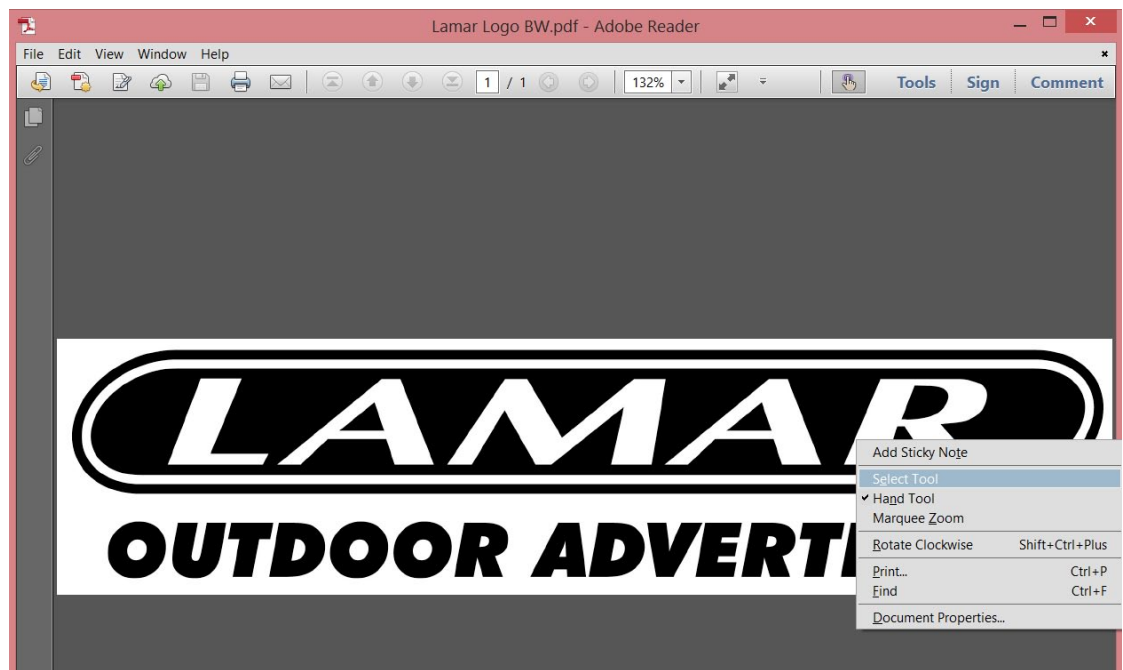 Lamar Logo BW.pdf - Adobe Reader
File Edit View Window Help
1 / 1 132% Tools Sign Comment
LAMAR
OUTDOOR ADVERTI
Add Sticky Note
Select Tool
Hand Tool
Marquee Zoom
Rotate Clockwise Shift+Ctrl+Plus
Print... Ctrl+P
Find Ctrl+F
Document Properties...